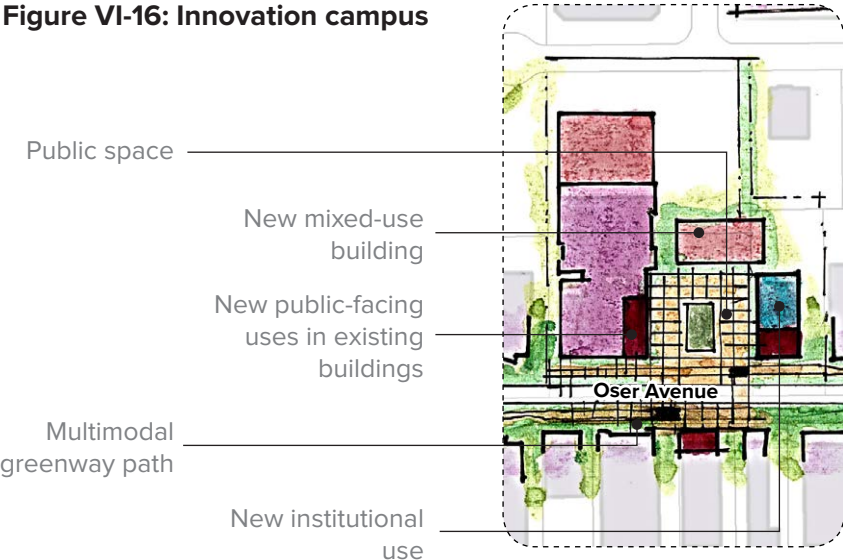 Figure VI-16: Innovation campus
Public space
New mixed-use
building
New public-facing
uses in existing
buildings
Oser Avenue
Multimodal
greenway path
New institutional
use